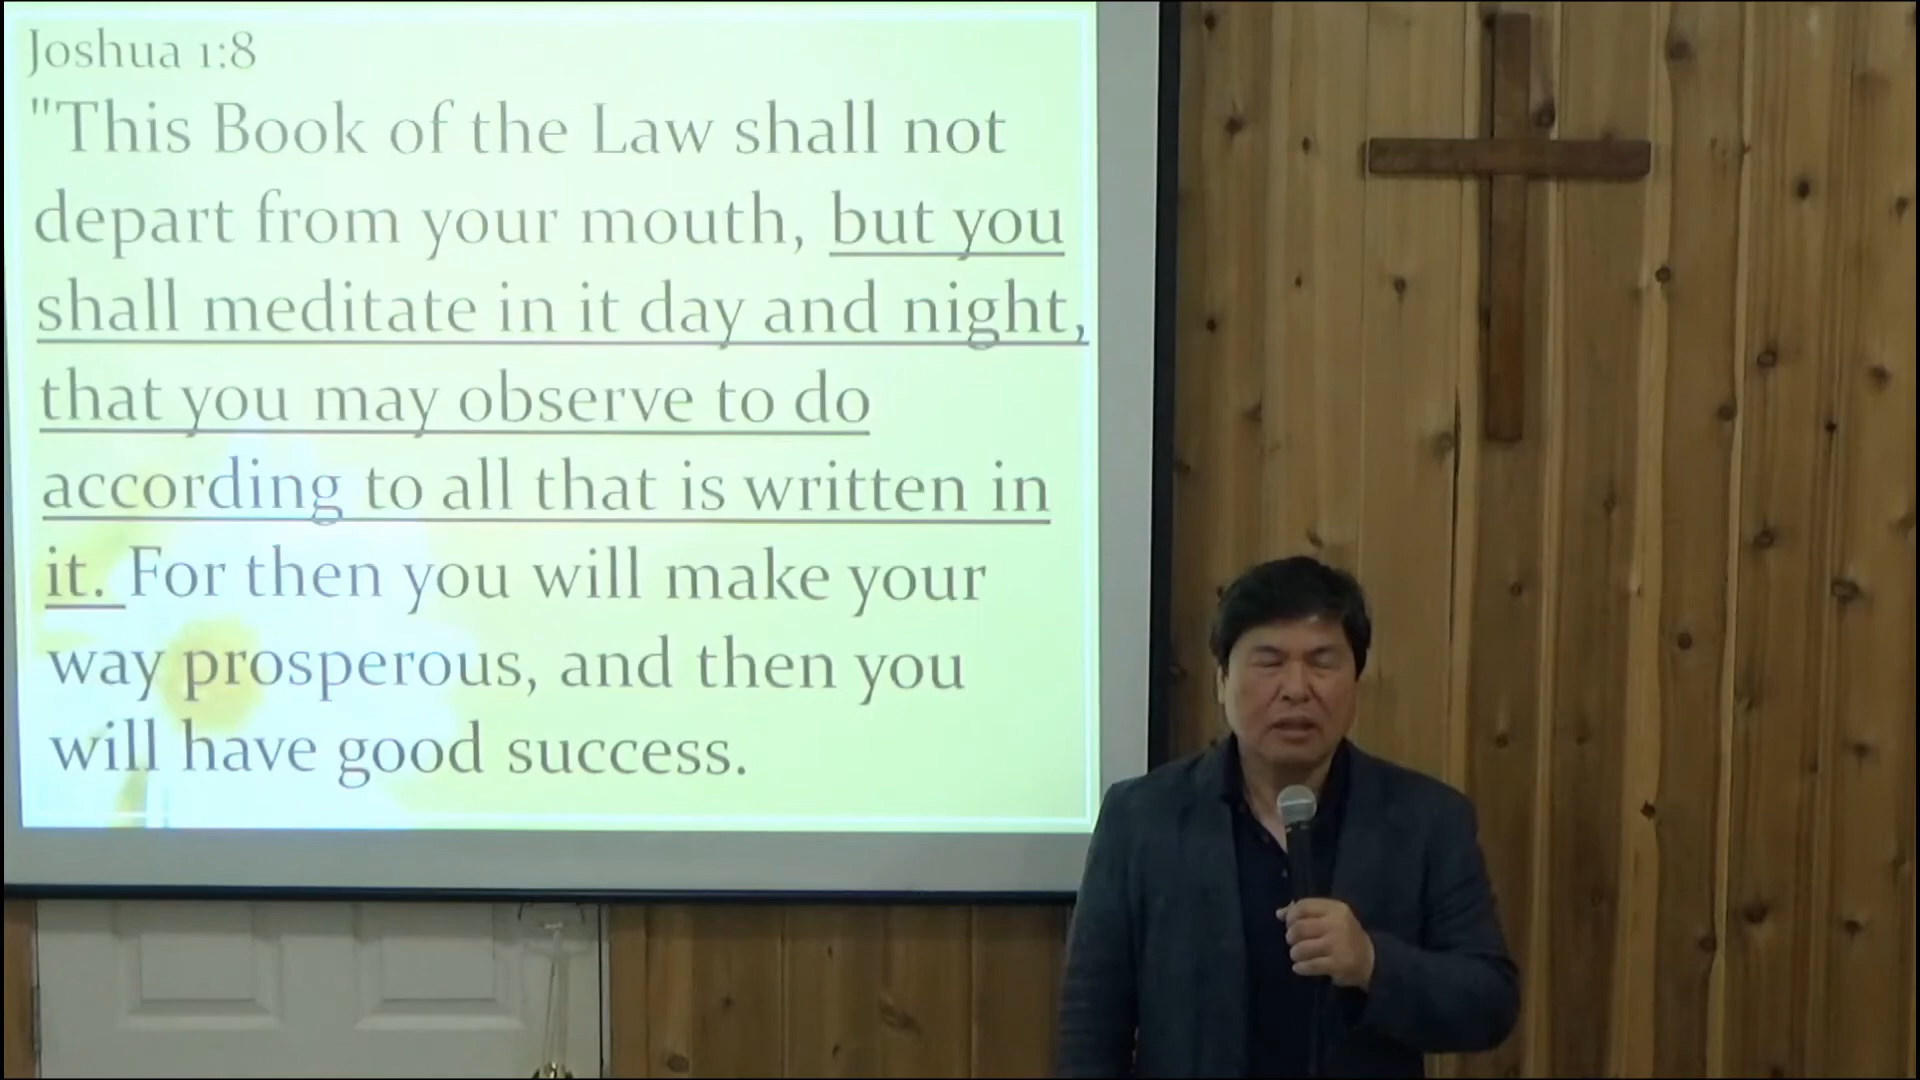 Joshua 1:8
"This Book of the Law shall not
depart from your mouth, but you
shall meditate in it day and night,
that you may observe to do
according to all that is written in
it. For then you will make your
way prosperous, and then you
will have good success.